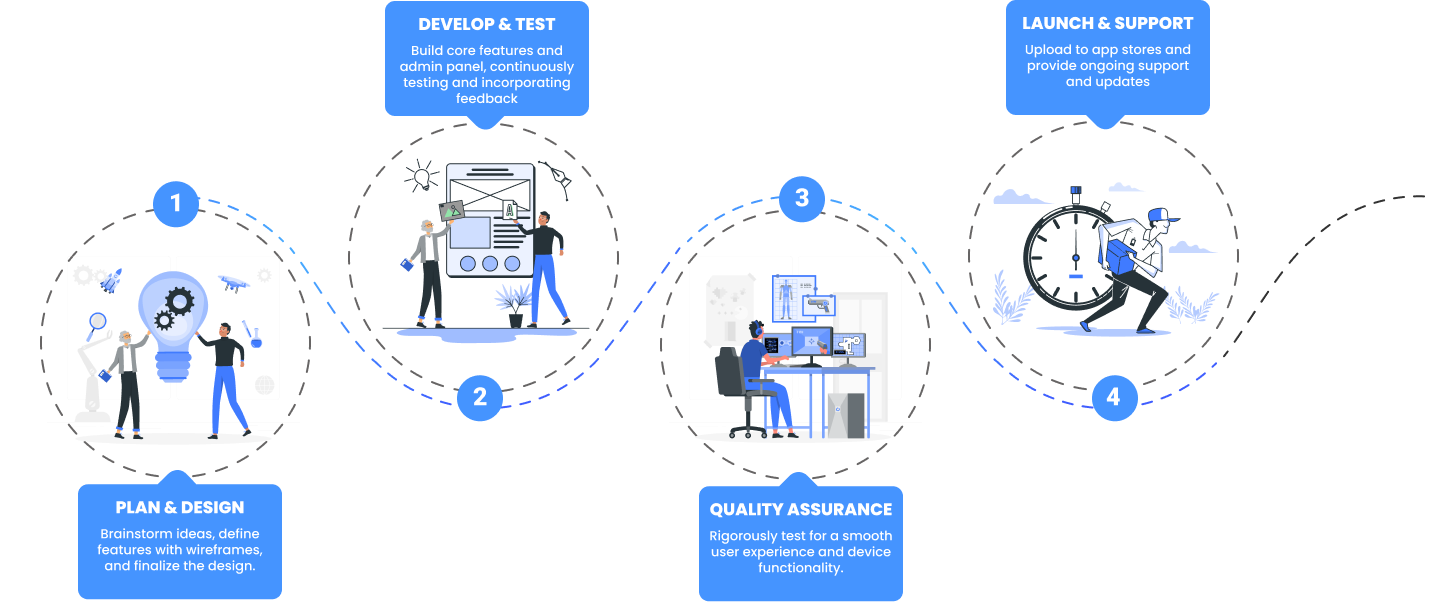 1
PLAN & DESIGN
Brainstorm ideas, define
features with wireframes,
and finalize the design.
DEVELOP & TEST
Build core features and
admin panel, continuously
testing and incorporating
feedback
A
2
3
QUALITY ASSURANCE
Rigorously test for a smooth
user experience and device
functionality.
LAUNCH & SUPPORT
Upload to app stores and
provide ongoing support
and updates
4